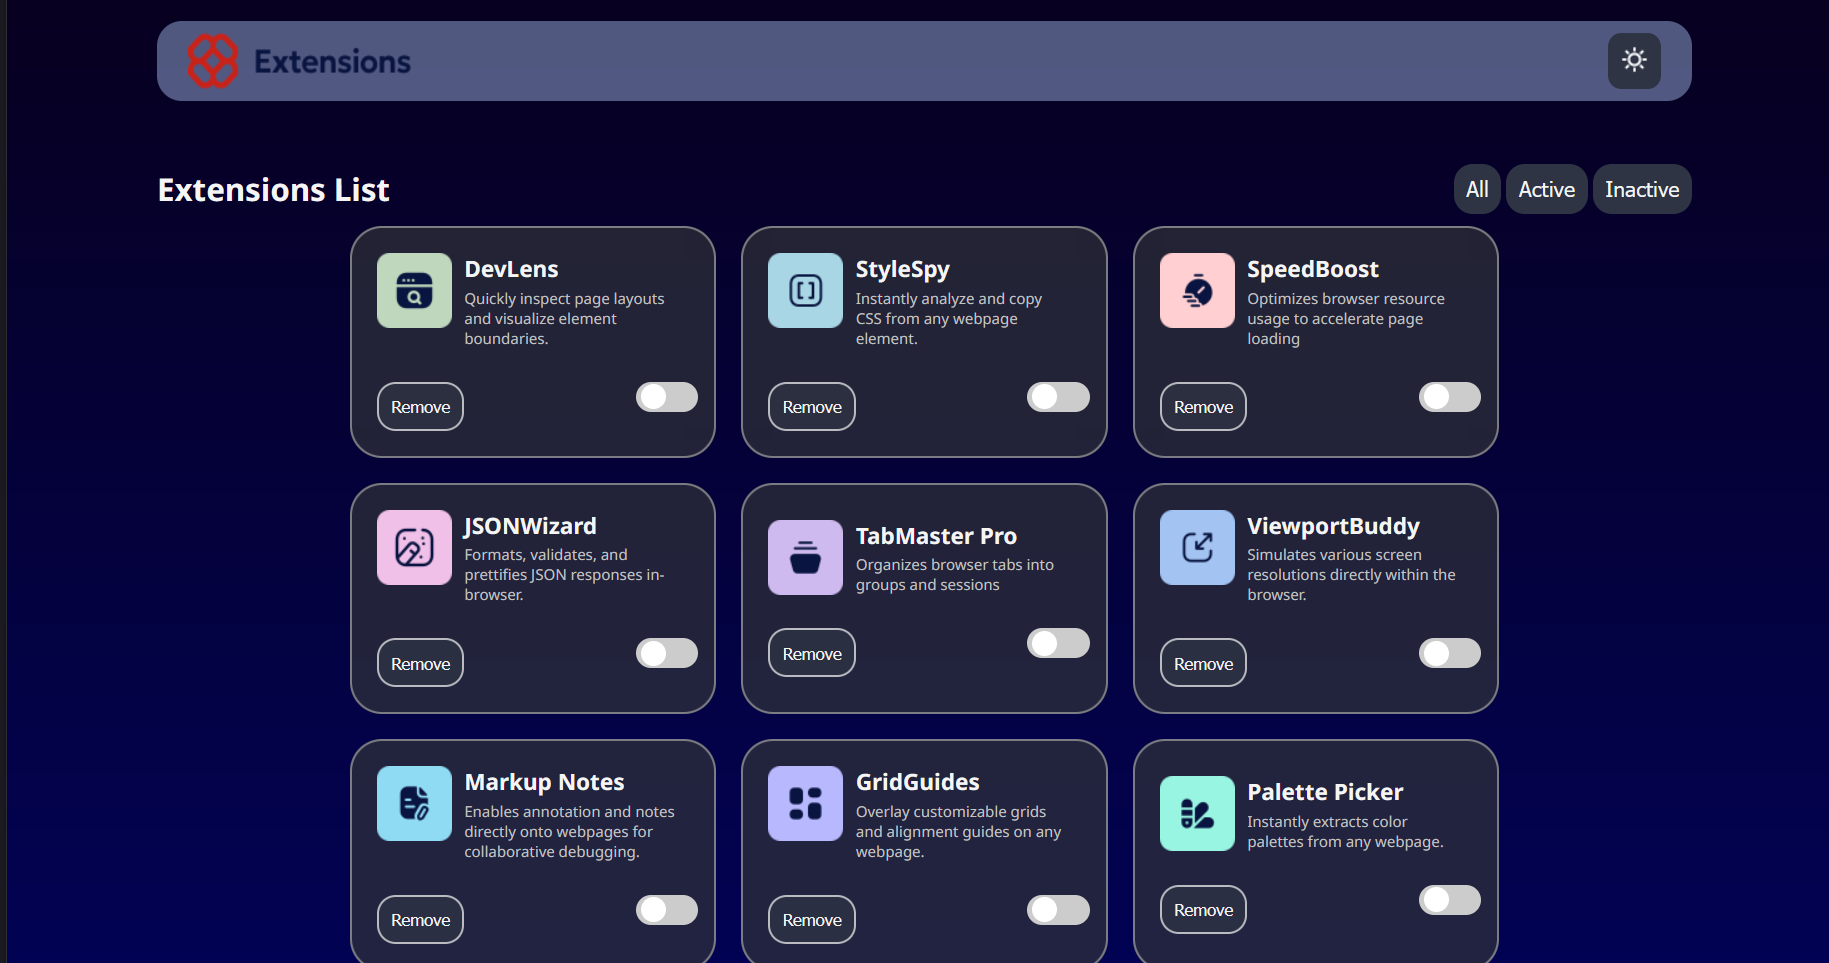 Extensions
Extensions List
All
Active
Inactive
DevLens
Quickly inspect page layouts
and visualize element
boundaries.
Remove
StyleSpy
Instantly analyze and copy
CSS from any webpage
element.
Remove
SpeedBoost
Optimizes browser resource
usage to accelerate page
loading
Remove
JSONWizard
Formats, validates, and
prettifies JSON responses in-
browser.
Remove
TabMaster Pro
Organizes browser tabs into
groups and sessions
Remove
ViewportBuddy
Simulates various screen
resolutions directly within the
browser.
Remove
Markup Notes
Enables annotation and notes
directly onto webpages for
collaborative debugging.
Remove
GridGuides
Overlay customizable grids
and alignment guides on any
webpage.
Remove
Palette Picker
Instantly extracts color
palettes from any webpage.
Remove